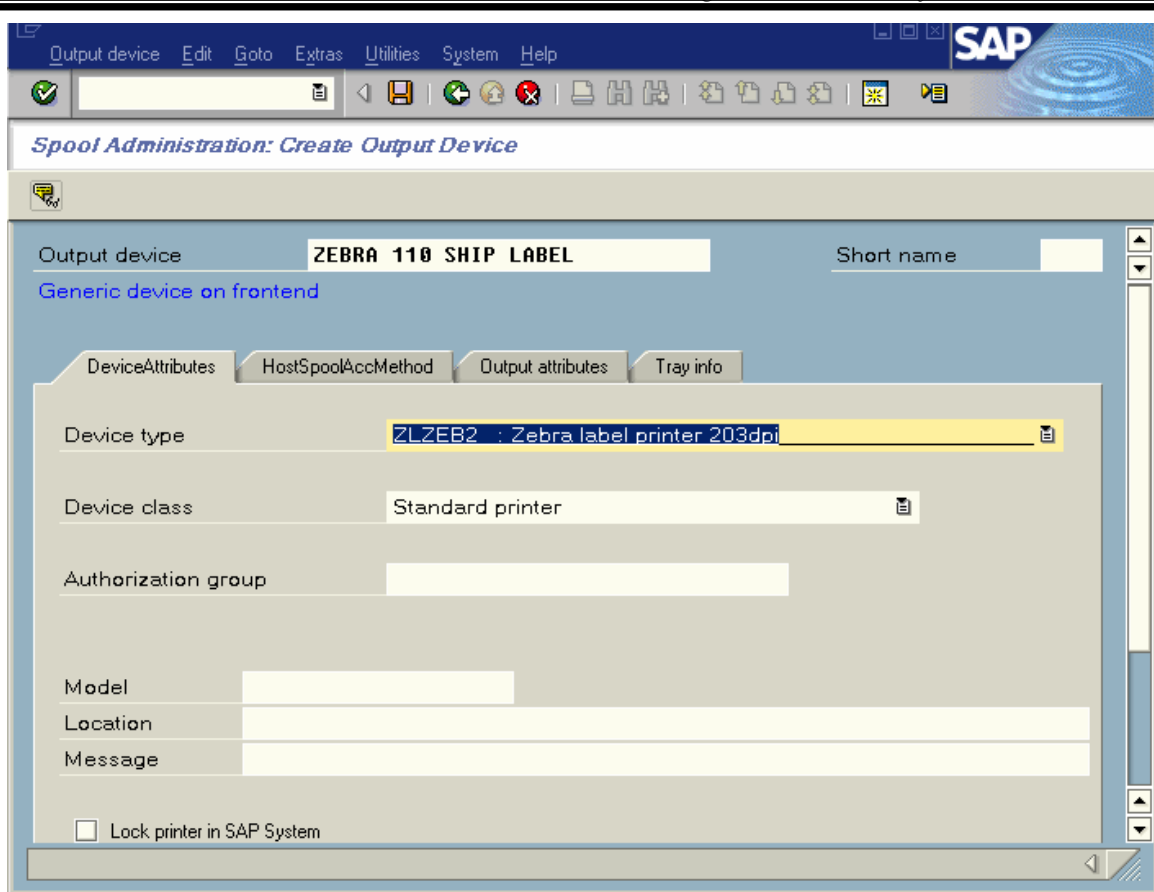 Output device Edit Goto Extras Utilities System Help
SAP
Spool Administration: Create Output Device
Output device ZEBRA 110 SHIP LABEL Short name
Generic device on frontend
DeviceAttributes HostSpoolAccMethod Output attributes Tray info
Device type ZLZEB2 : Zebra label printer 203dpi
Device class Standard printer
Authorization group
Model
Location
Message
Lock printer in SAP System